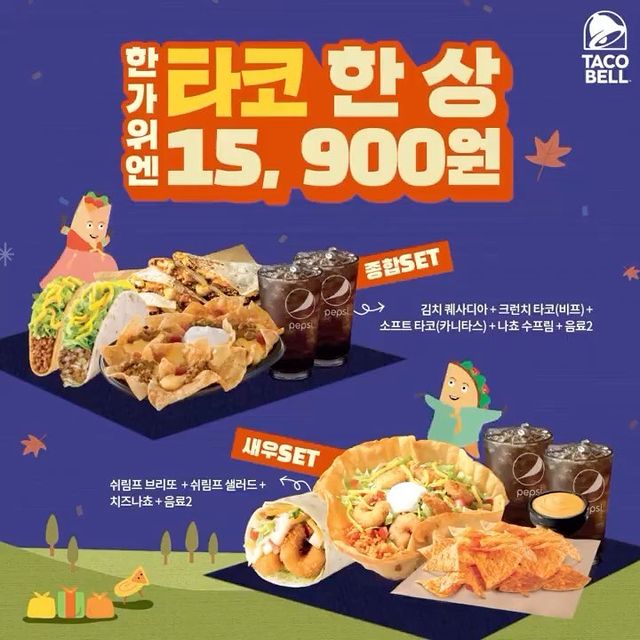 TACO
BELL
한가위엔
타코 한 상
15, 900원
종합SET
김치 퀘사디아 + 크런치 타코(비프) +
소프트 타코(카니타스) + 나쵸 수프림 + 음료2
pepsi
pepsi
새우SET
쉬림프 브리또 + 쉬림프 샐러드 +
치즈나쵸 + 음료2
pepsi
pepsi